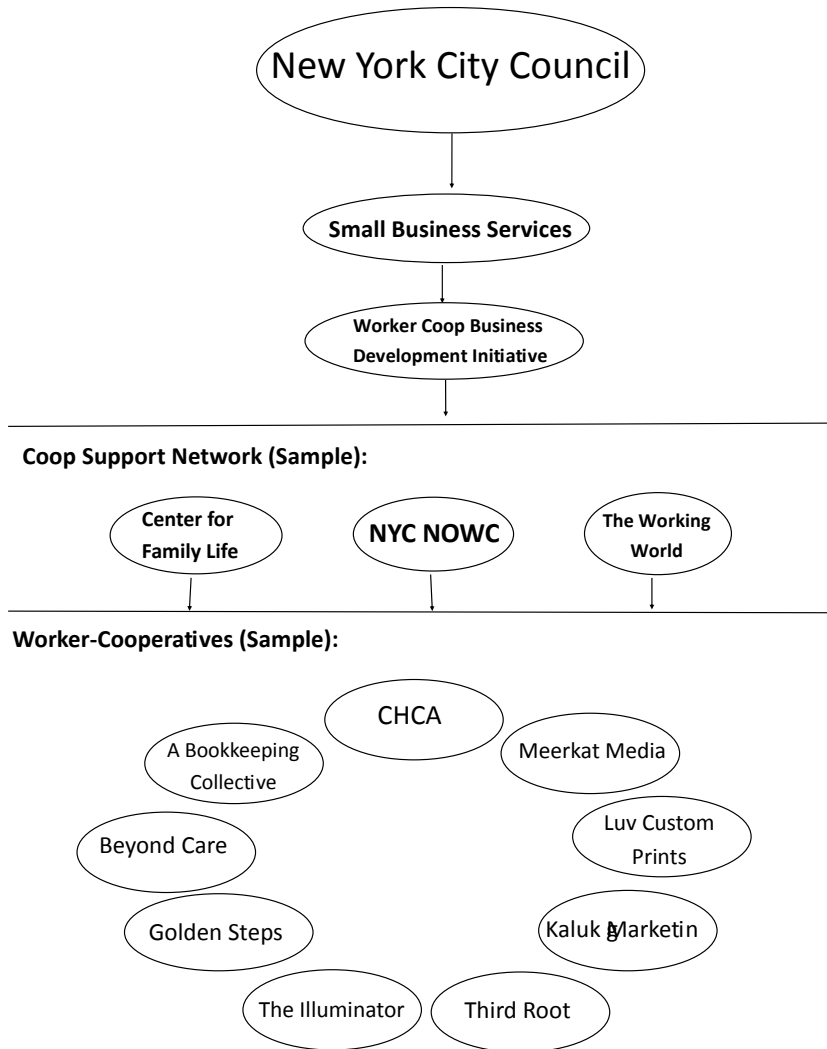 New York City Council
Small Business Services
Worker Coop Business
Development Initiative
Coop Support Network (Sample):
Center for
Family Life
NYC NOWC
The Working
World
Worker-Cooperatives (Sample):
CHCA
A Bookkeeping
Collective
Meerkat Media
Luv Custom
Prints
Beyond Care
Golden Steps
Kaluk Marketin
g
The Illuminator
Third Root